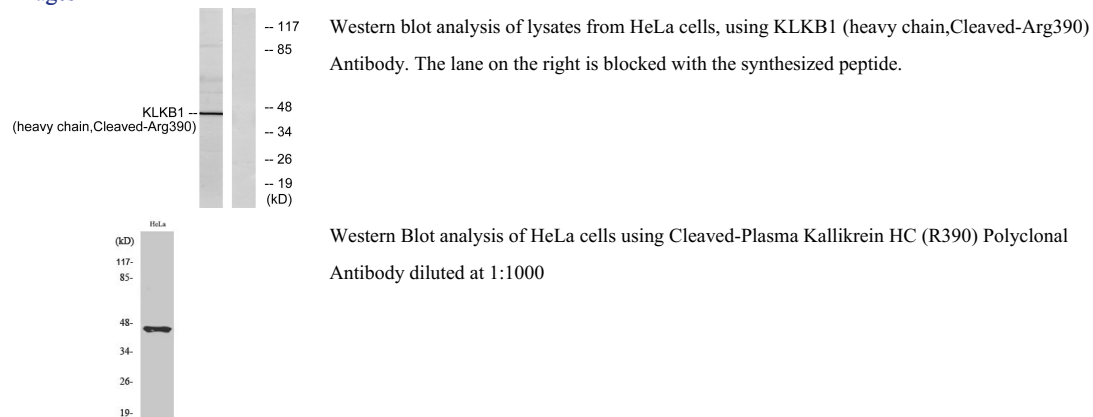 -- 117
-- 85
KLKB1 --
(heavy chain,Cleaved-Arg390)
-- 48
-- 34
-- 26
-- 19
(kD)
Western blot analysis of lysates from HeLa cells, using KLKB1 (heavy chain,Cleaved-Arg390)
Antibody. The lane on the right is blocked with the synthesized peptide.
HeLa
(kD)
117-
85-
48-
34-
26-
19-
Western Blot analysis of HeLa cells using Cleaved-Plasma Kallikrein HC (R390) Polyclonal
Antibody diluted at 1:1000